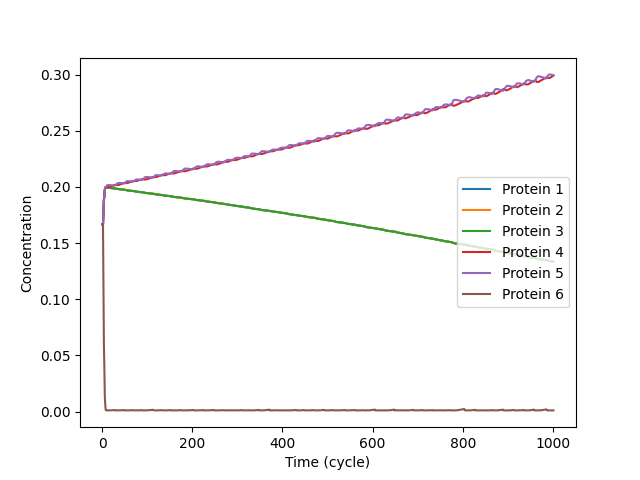 0.30
0.25
0.20
0.15
0.10
0.05
0.00
Concentration
Protein 1
Protein 2
Protein 3
Protein 4
Protein 5
Protein 6
0 200 400 600 800 1000
Time (cycle)